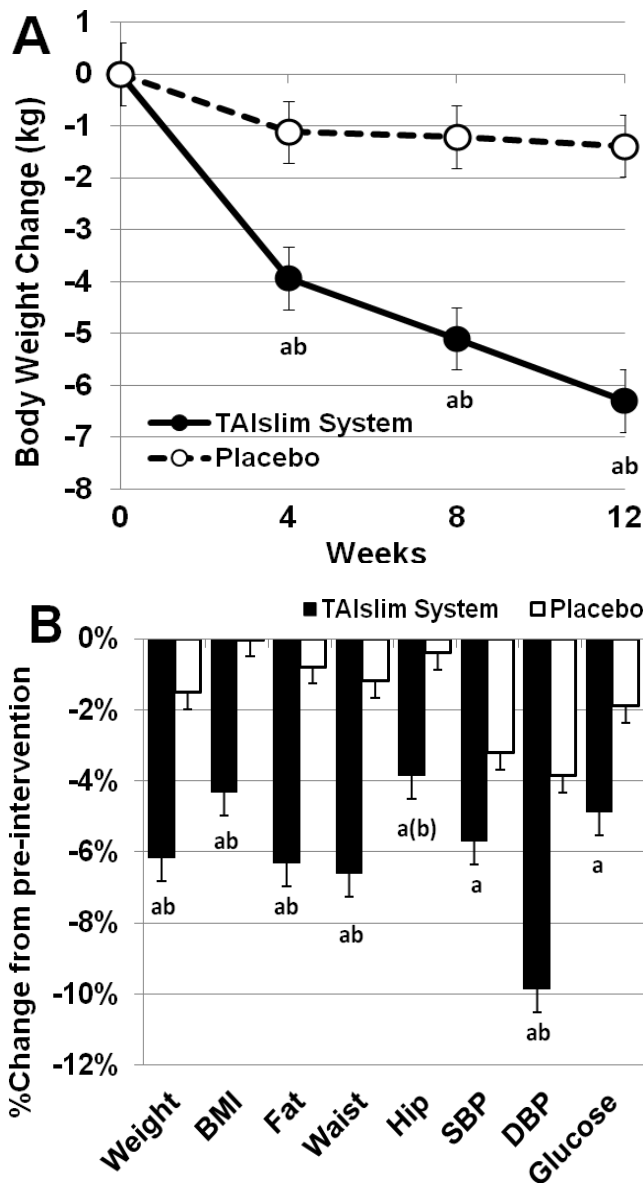 A
Body Weight Change (kg)
1
0
-1
-2
-3
-4
-5
-6
-7
-8
ab
ab
ab
TAIslim System
Placebo
0 4 8 12
Weeks
B
TAIslim System Placebo
%Change from pre-intervention
0%
-2%
-4%
-6%
-8%
-10%
-12%
ab
ab
ab
ab
a(b)
a
ab
a
Weight BMI Fat Waist Hip SBP DBP Glucose